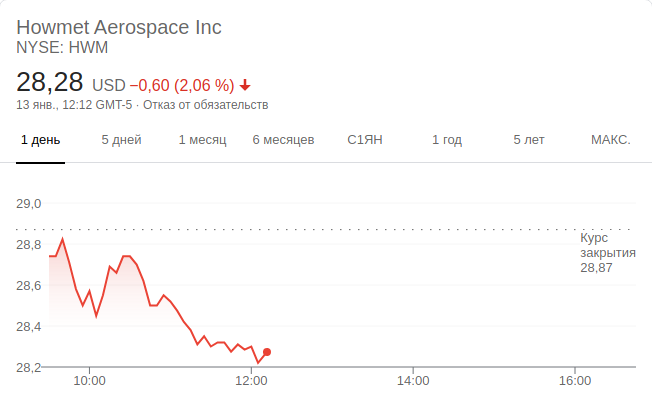 Howmet Aerospace Inc
NYSE: HWM
28,28 USD −0,60 (2,06 %)
13 янв., 12:12 GMT-5 · Отказ от обязательств
1 день 5 дней 1 месяц 6 месяцев С1ЯН 1 год 5 лет МАКС.
29,0
Курс
закрытия
28,87
28,8
28,6
28,4
28,2
10:00 12:00 14:00 16:00